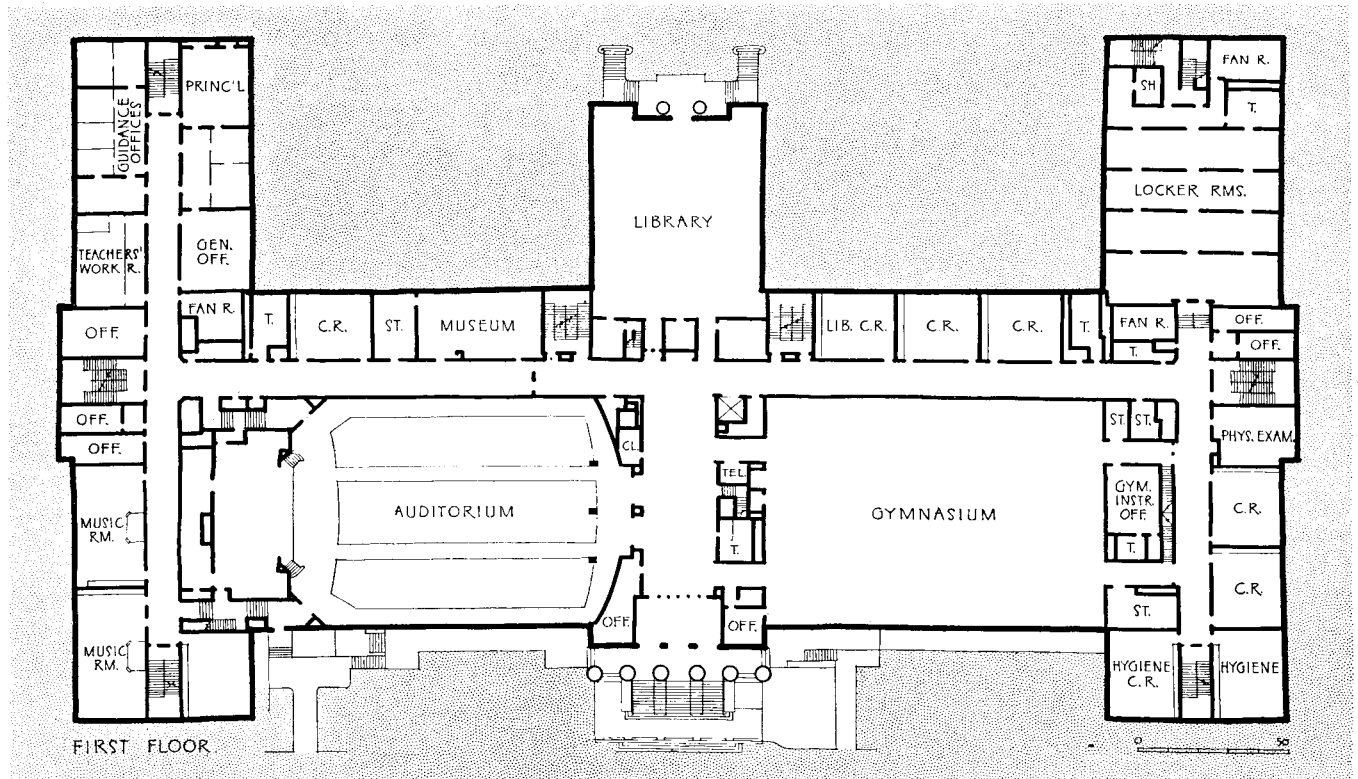 PRINC'L
GUIDANCE
OFFICES
TEACHERS'
WORK R.
GEN.
OFF.
FAN R.
OFF.
T.
C.R.
ST.
MUSEUM
LIBRARY
LIB. C.R.
C.R.
C.R.
T.
FAN R.
T.
OFF.
OFF.
SH
FAN R.
T.
LOCKER RMS.
OFF.
OFF.
MUSIC
RM.
MUSIC
RM.
AUDITORIUM
CL.
TEL.
T.
OFF.
OFF.
GYMNASIUM
ST.
ST.
PHYS. EXAM.
GYM.
INSTR.
OFF.
T.
C.R.
C.R.
ST.
HYGIENE
C.R.
HYGIENE
FIRST FLOOR
0 50